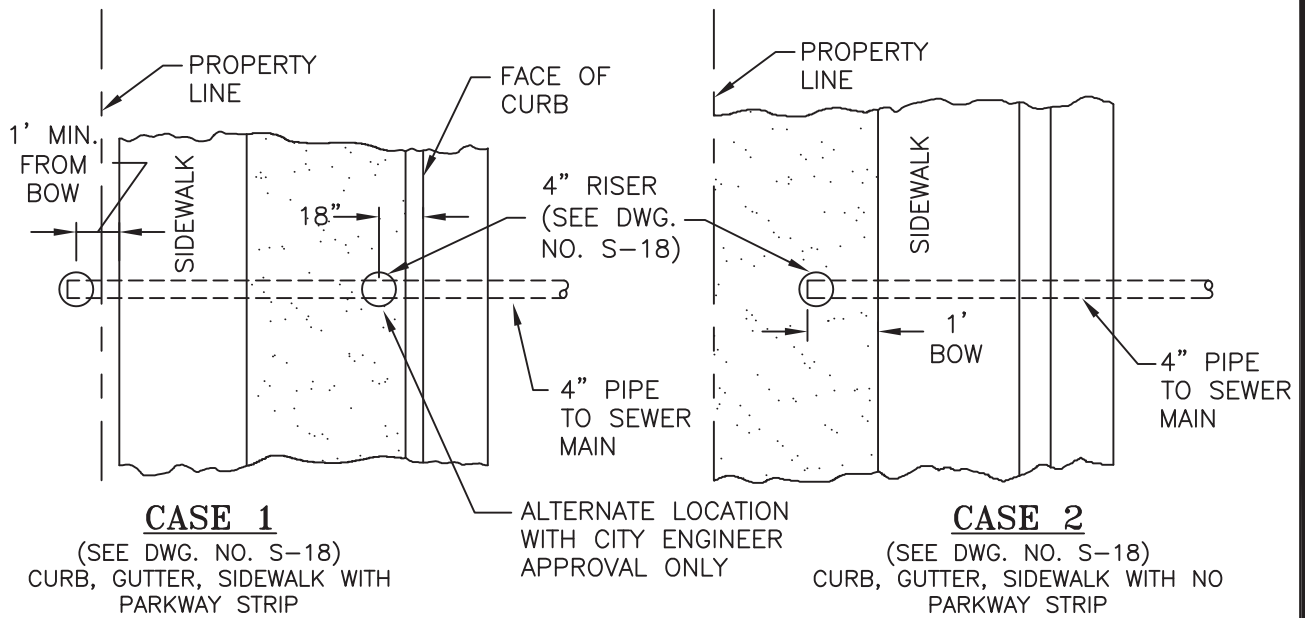 PROPERTY
LINE
FACE OF
CURB
1' MIN.
FROM
BOW
SIDEWALK
18"
4" RISER
(SEE DWG.
NO. S-18)
4" PIPE
TO SEWER
MAIN
ALTERNATE LOCATION
WITH CITY ENGINEER
APPROVAL ONLY
CASE 1
(SEE DWG. NO. S-18)
CURB, GUTTER, SIDEWALK WITH
PARKWAY STRIP
PROPERTY
LINE
SIDEWALK
1'
BOW
4" PIPE
TO SEWER
MAIN
CASE 2
(SEE DWG. NO. S-18)
CURB, GUTTER, SIDEWALK WITH NO
PARKWAY STRIP